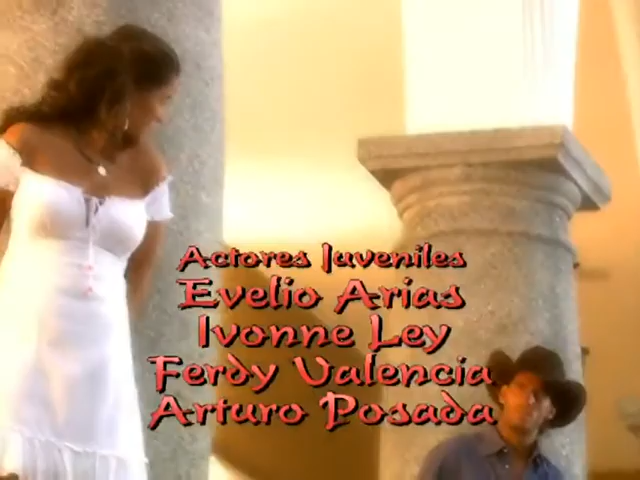 Actores Juveniles
Evelio Arias
Ivonne Ley
Ferdy Valencia
Arturo Posada